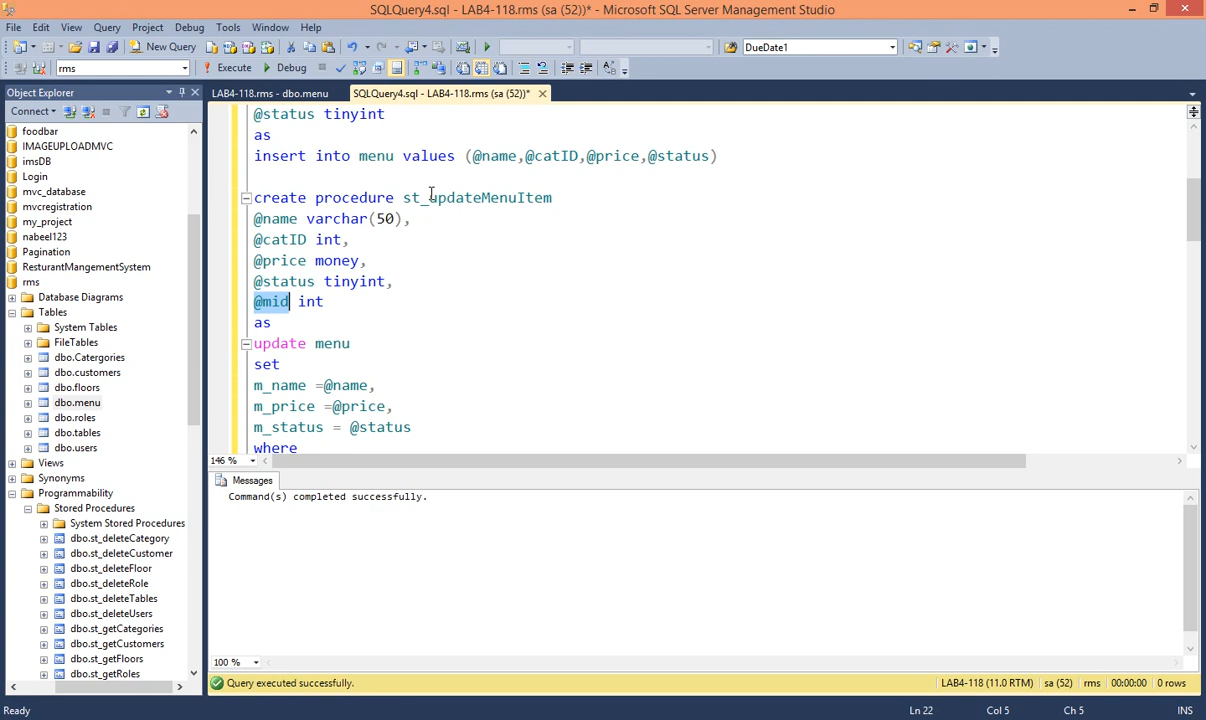 SQLQuery4.sql - LAB4-118.rms (sa (52))* - Microsoft SQL Server Management Studio
File Edit View Query Project Debug Tools Window Help
New Query DueDate1
rms Execute Debug
Object Explorer
LAB4-118.rms - dbo.menu SQLQuery4.sql - LAB4-118.rms (sa (52))*
Connect
foodbar
IMAGEUPLOADMVC
imsDB
Login
mvc_database
mvcregistration
my_project
nabeel123
Pagination
ResturantMangementSystem
rms
Database Diagrams
Tables
System Tables
FileTables
dbo.Catergories
dbo.customers
dbo.floors
dbo.menu
dbo.roles
dbo.tables
dbo.users
Views
Synonyms
Programmability
Stored Procedures
System Stored Procedures
dbo.st_deleteCategory
dbo.st_deleteCustomer
dbo.st_deleteFloor
dbo.st_deleteRole
dbo.st_deleteTables
dbo.st_deleteUsers
dbo.st_getCategories
dbo.st_getCustomers
dbo.st_getFloors
dbo.st_getRoles
@status tinyint
as
insert into menu values (@name,@catID,@price,@status)
create procedure st_updateMenuItem
@name varchar(50),
@catID int,
@price money,
@status tinyint,
@mid int
as
update menu
set
m_name =@name,
m_price =@price,
m_status = @status
where
146 %
Messages
Command(s) completed successfully.
100 %
Query executed successfully. LAB4-118 (11.0 RTM) sa (52) rms 00:00:00 0 rows
Ready Ln 22 Col 5 Ch 5 INS